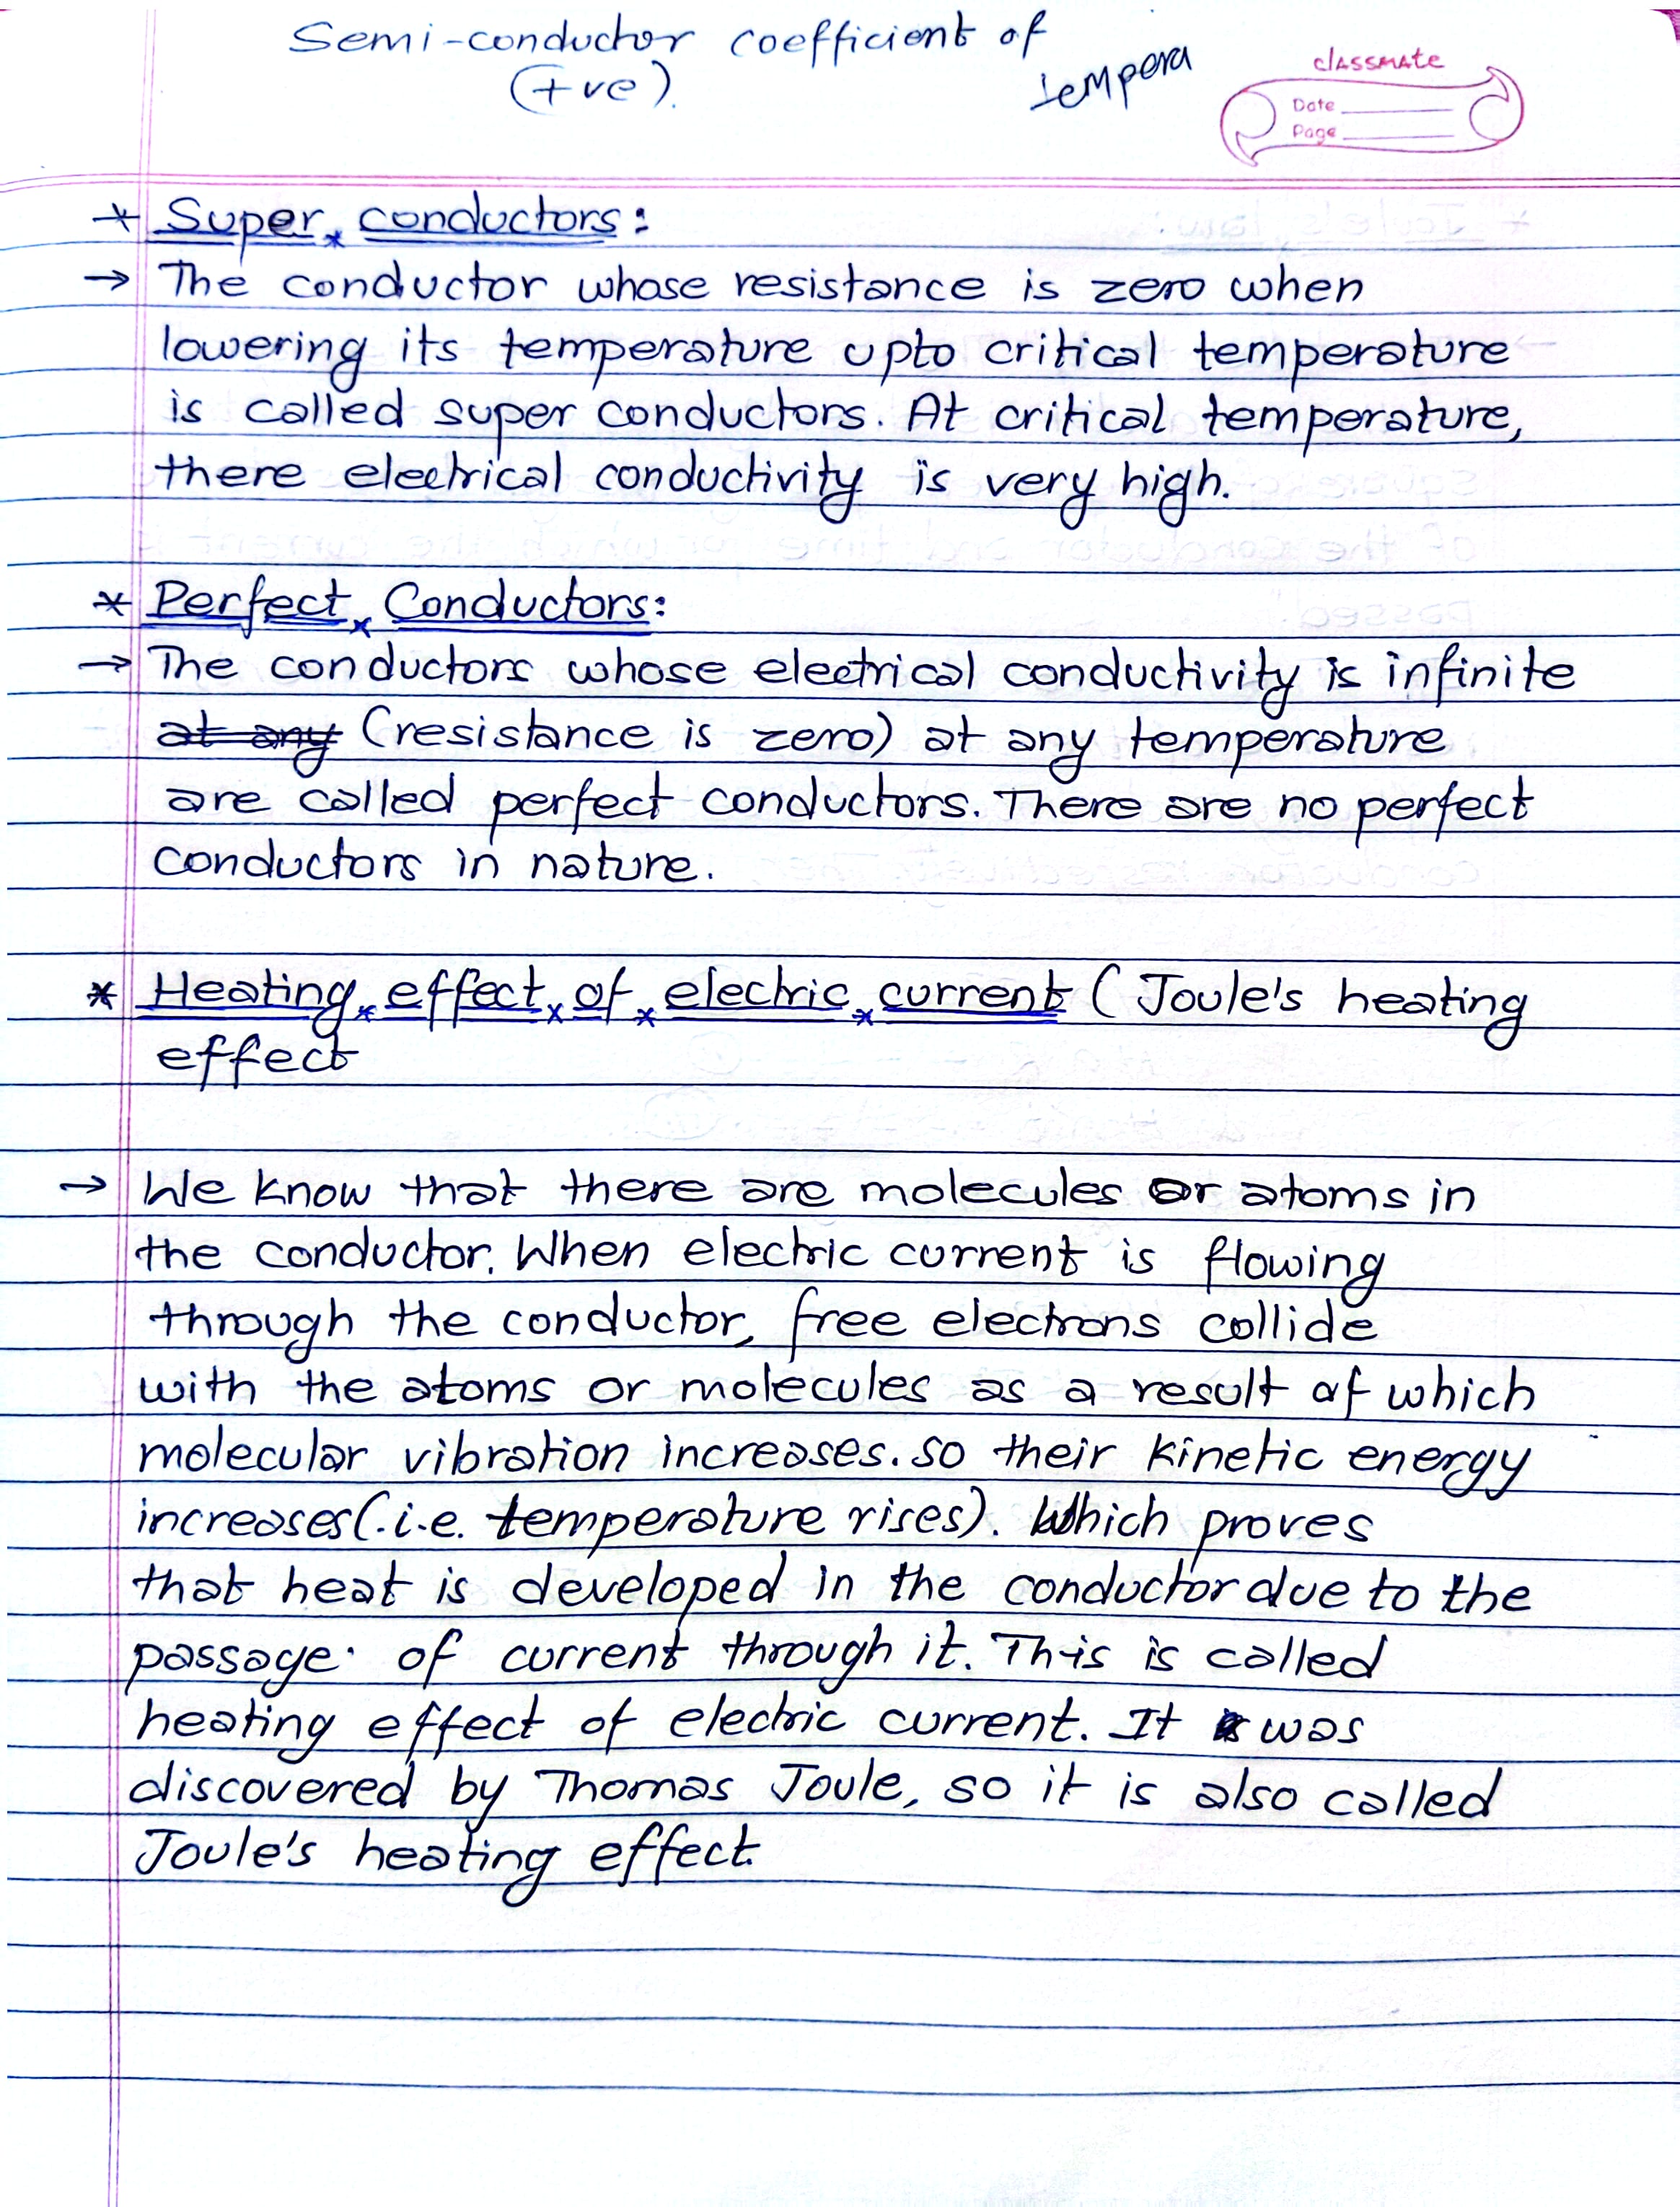 Semi-conductor coefficient of
tempera
(+ve).
classmate
Date
Page
* Super conductors:
→ The conductor whose resistance is zero when
lowering its temperature upto critical temperature
is called super conductors. At critical temperature,
there electrical conductivity is very high.
* Perfect Conductors:
→ The conductors whose electrical conductivity is infinite
at any (resistance is zero) at any temperature
are called perfect conductors. There are no perfect
conductors in nature.
* Heating effect of electric current (Joule's heating
effect
→ We know that there are molecules or atoms in
the conductor. When electric current is flowing
through the conductor, free electrons collide
with the atoms or molecules as a result of which
molecular vibration increases. so their kinetic energy
increases (.i.e. temperature rises). Which proves
that heat is developed in the conductor due to the
passage of current through it. This is called
heating effect of electric current. It was
discovered by Thomas Joule, so it is also called
Joule's heating effect.